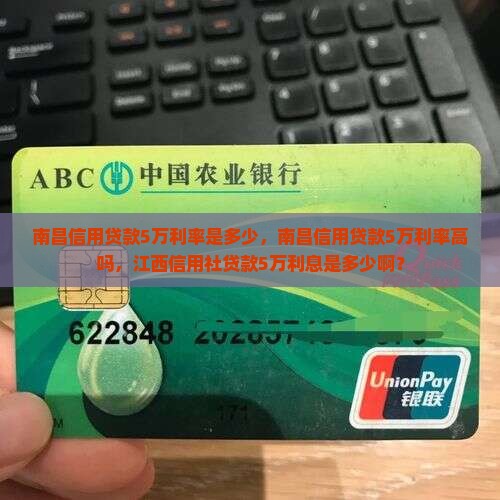 ABC 中国农业银行
南昌信用贷款5万利率是多少，南昌信用贷款5万利率高
吗，江西信用社贷款5万利息是多少啊？
622848
UnionPay
银联
171